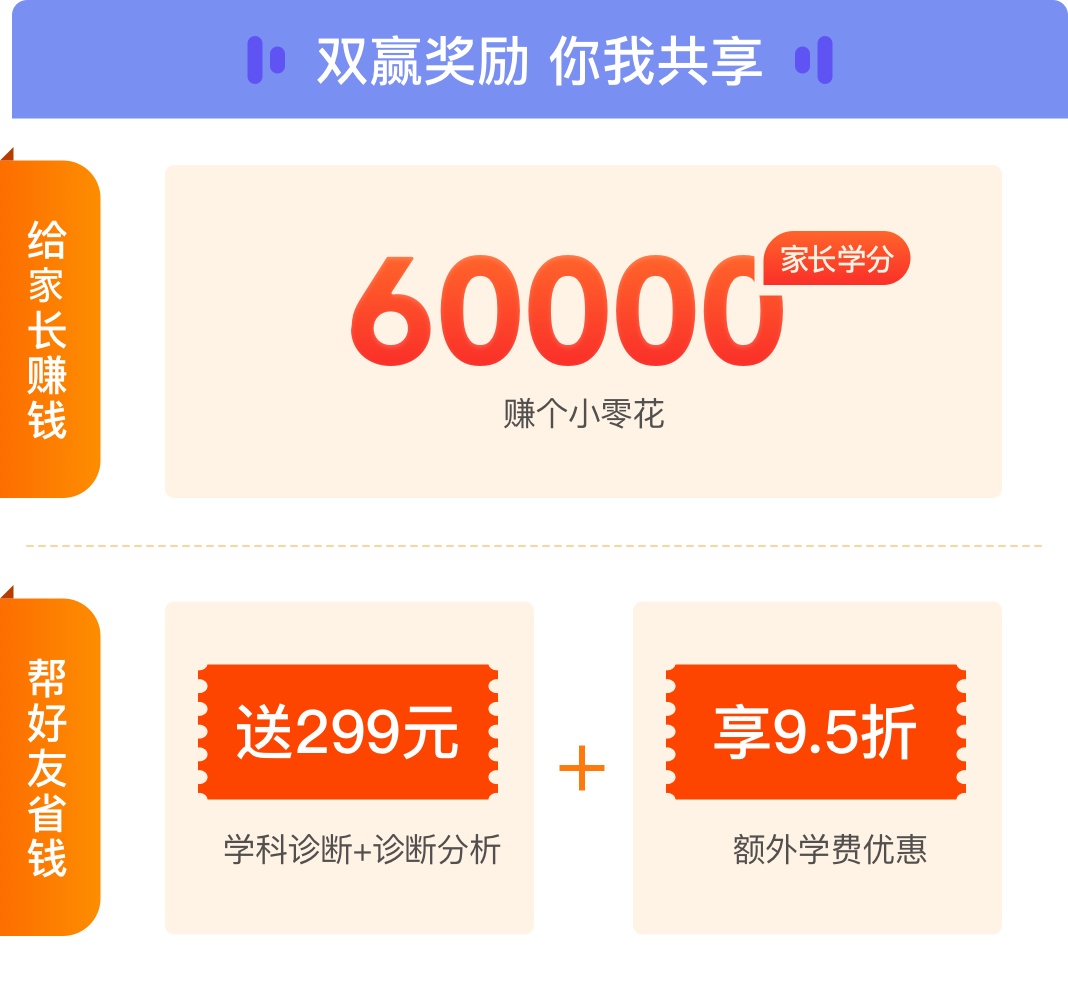 双赢奖励 你我共享
给家长赚钱
60000
家长学分
赚个小零花
帮好友省钱
送299元
学科诊断+诊断分析
+
享9.5折
额外学费优惠